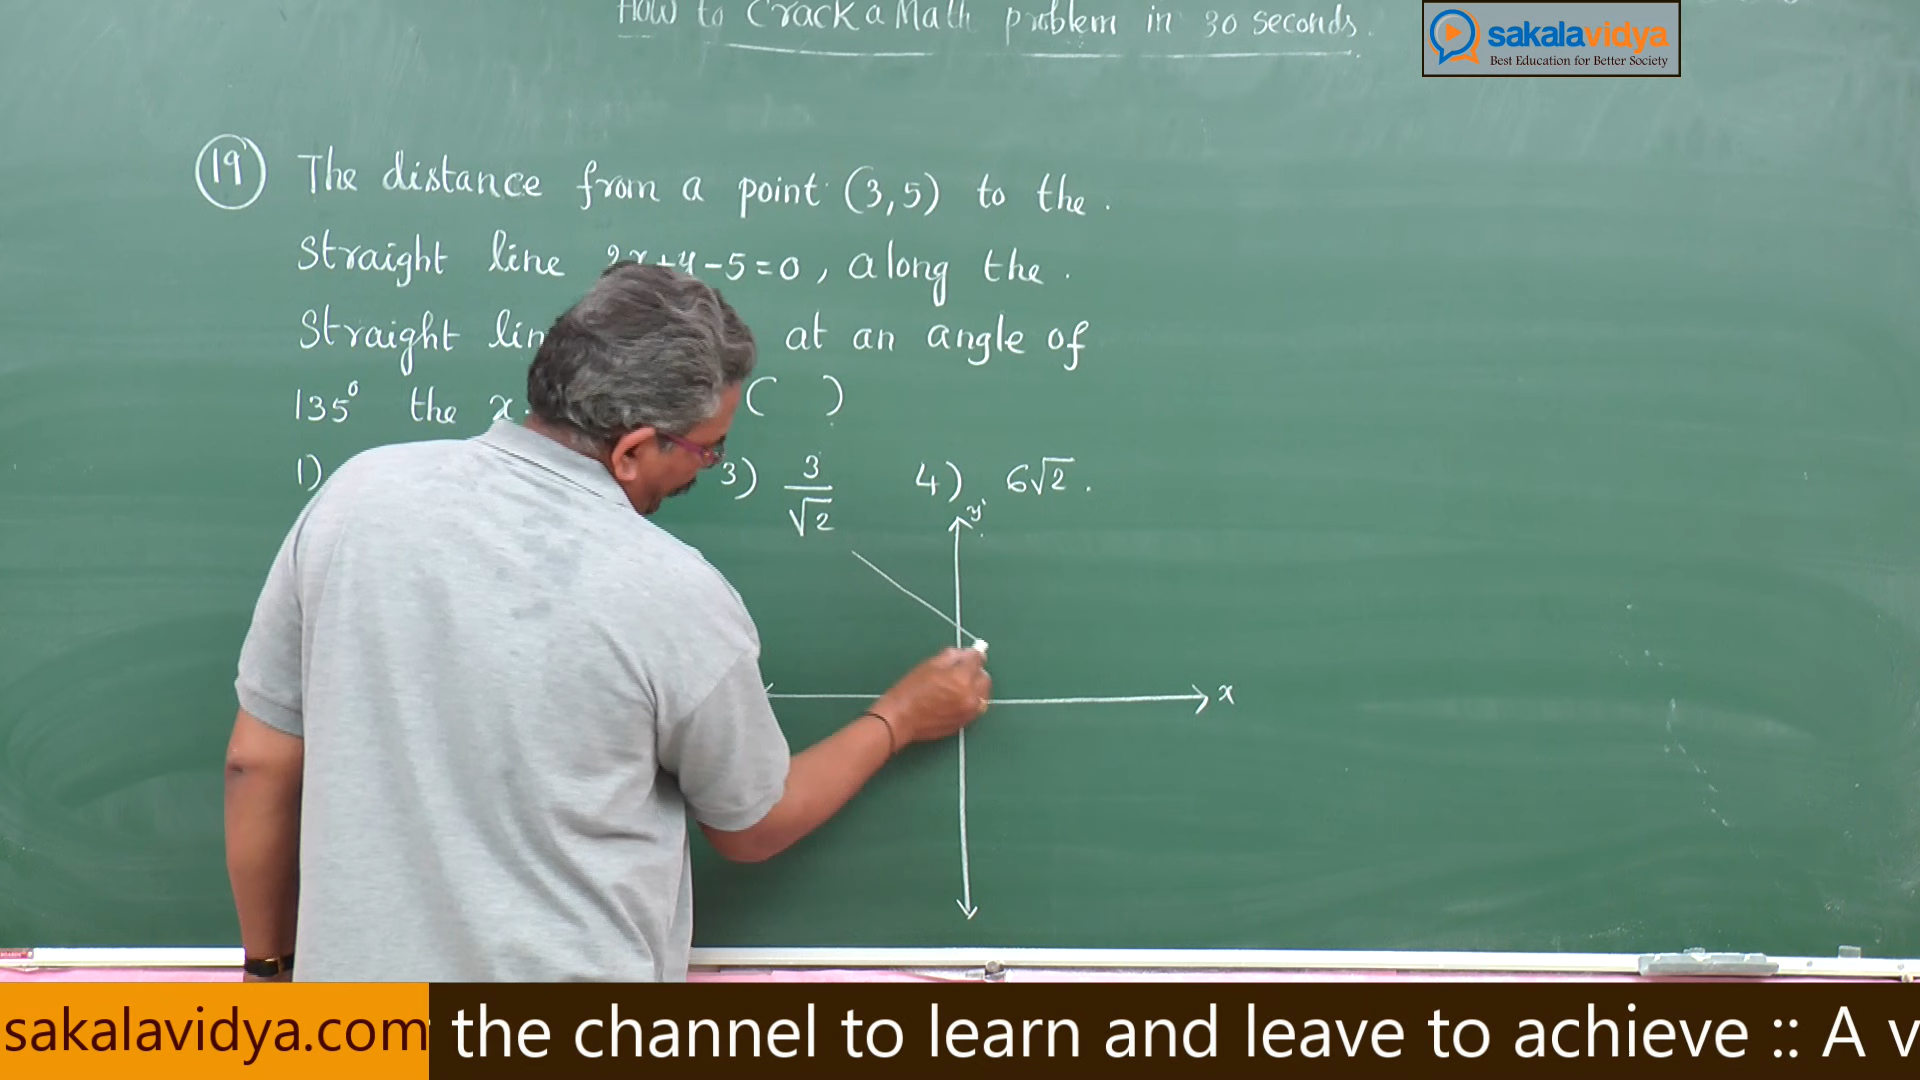 How to Crack a Math problem in 30 seconds.
sakalavidya
Best Education for Better Society
19 The distance from a point (3,5) to the.
Straight line 2x+y-5=0, along the.
Straight at an angle of
135° the x. ( )
1) 3) 3/√2 4) 6√2.
y
x
sakalavidya.com the channel to learn and leave to achieve :: A